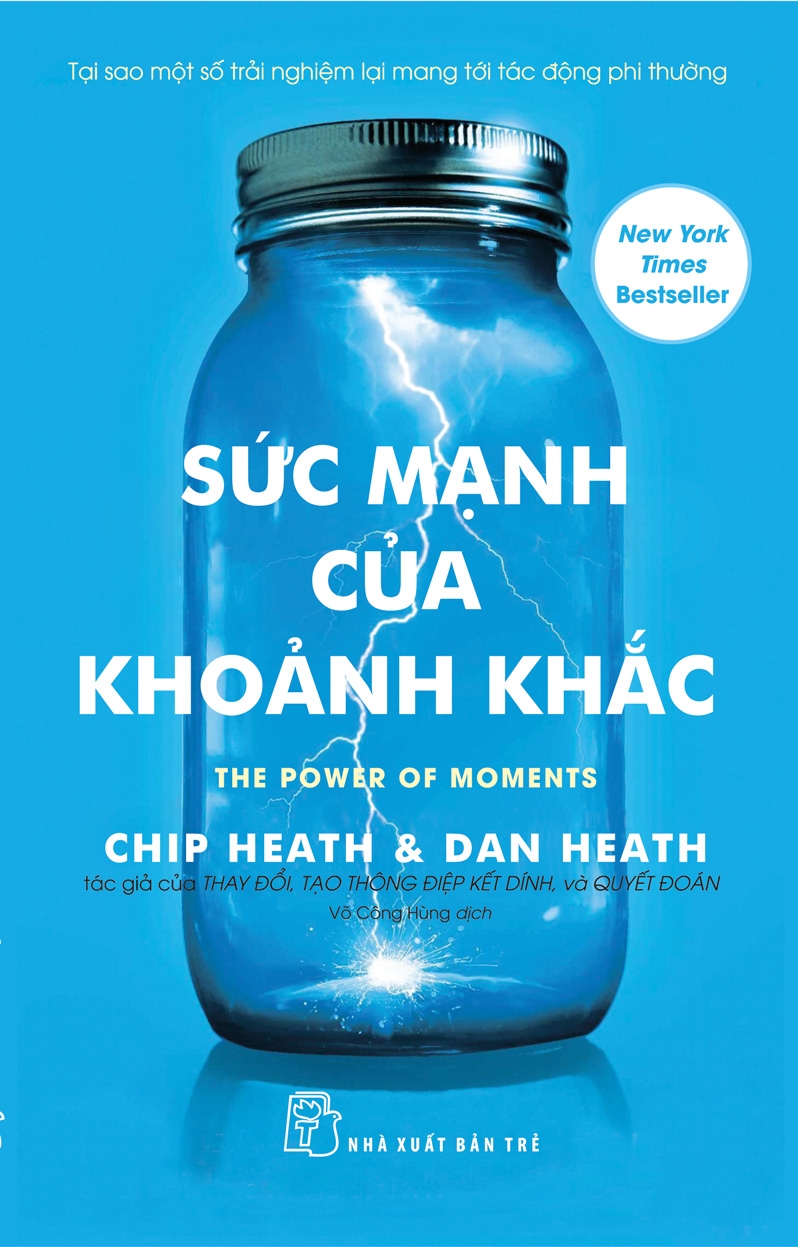 Tại sao một số trải nghiệm lại mang tới tác động phi thường
New York
Times
Bestseller
SỨC MẠNH
CỦA
KHOẢNH KHẮC
THE POWER OF MOMENTS
CHIP HEATH & DAN HEATH
tác giả của THAY ĐỔI, TẠO THÔNG ĐIỆP KẾT DÍNH, và QUYẾT ĐOÁN
Võ Công Hùng dịch
T
NHÀ XUẤT BẢN TRẺ